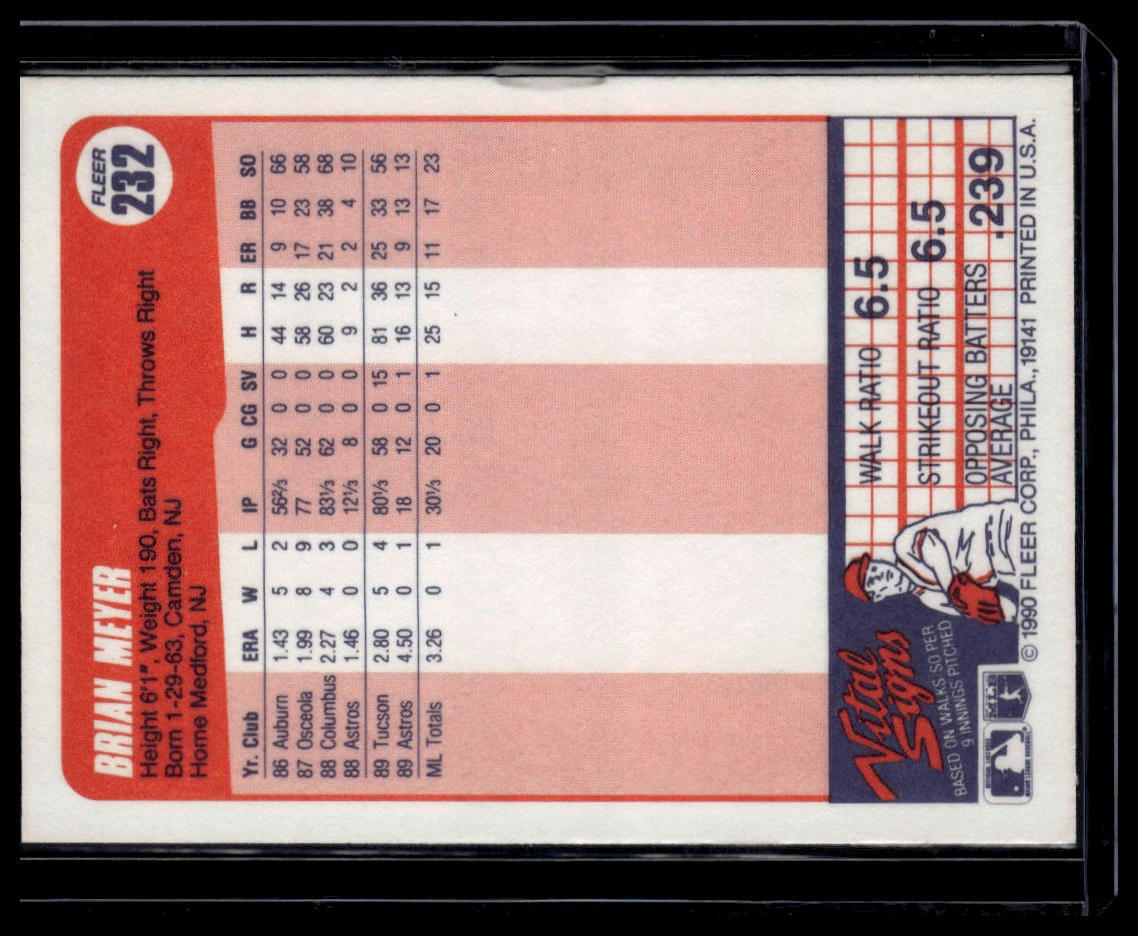 FLEER
232
BRIAN MEYER
Height 6'1", Weight 190, Bats Right, Throws Right
Born 1-29-63, Camden, NJ
Home Medford, NJ
Yr. Club ERA W L IP G CG SV H R ER BB SO
86 Auburn 1.43 5 2 56⅔ 32 0 0 44 14 9 10 66
87 Osceola 1.99 8 9 77 52 0 0 58 26 17 23 58
88 Columbus 2.27 4 3 83⅓ 62 0 0 60 23 21 38 68
88 Astros 1.46 0 0 12⅓ 8 0 0 9 2 2 4 10
89 Tucson 2.80 5 4 80⅓ 58 0 15 81 36 25 33 56
89 Astros 4.50 0 1 18 12 0 1 16 13 9 13 13
ML Totals 3.26 0 1 30⅓ 20 0 1 25 15 11 17 23
Vital
Signs
BASED ON WALKS SO PER
9 INNINGS PITCHED
WALK RATIO 6.5
STRIKEOUT RATIO 6.5
OPPOSING BATTERS
AVERAGE .239
© 1990 FLEER CORP., PHILA., 19141 PRINTED IN U.S.A.